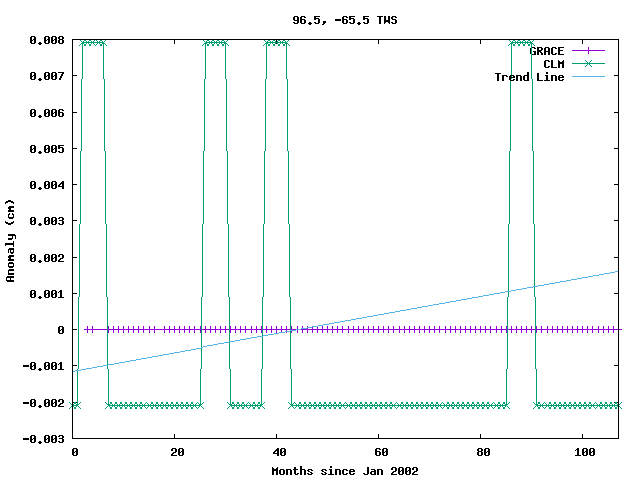 96.5, -65.5 TWS
0.008
GRACE
CLM
Trend Line
0.007
0.006
0.005
0.004
0.003
0.002
0.001
0
-0.001
-0.002
-0.003
Anomaly (cm)
0 20 40 60 80 100
Months since Jan 2002